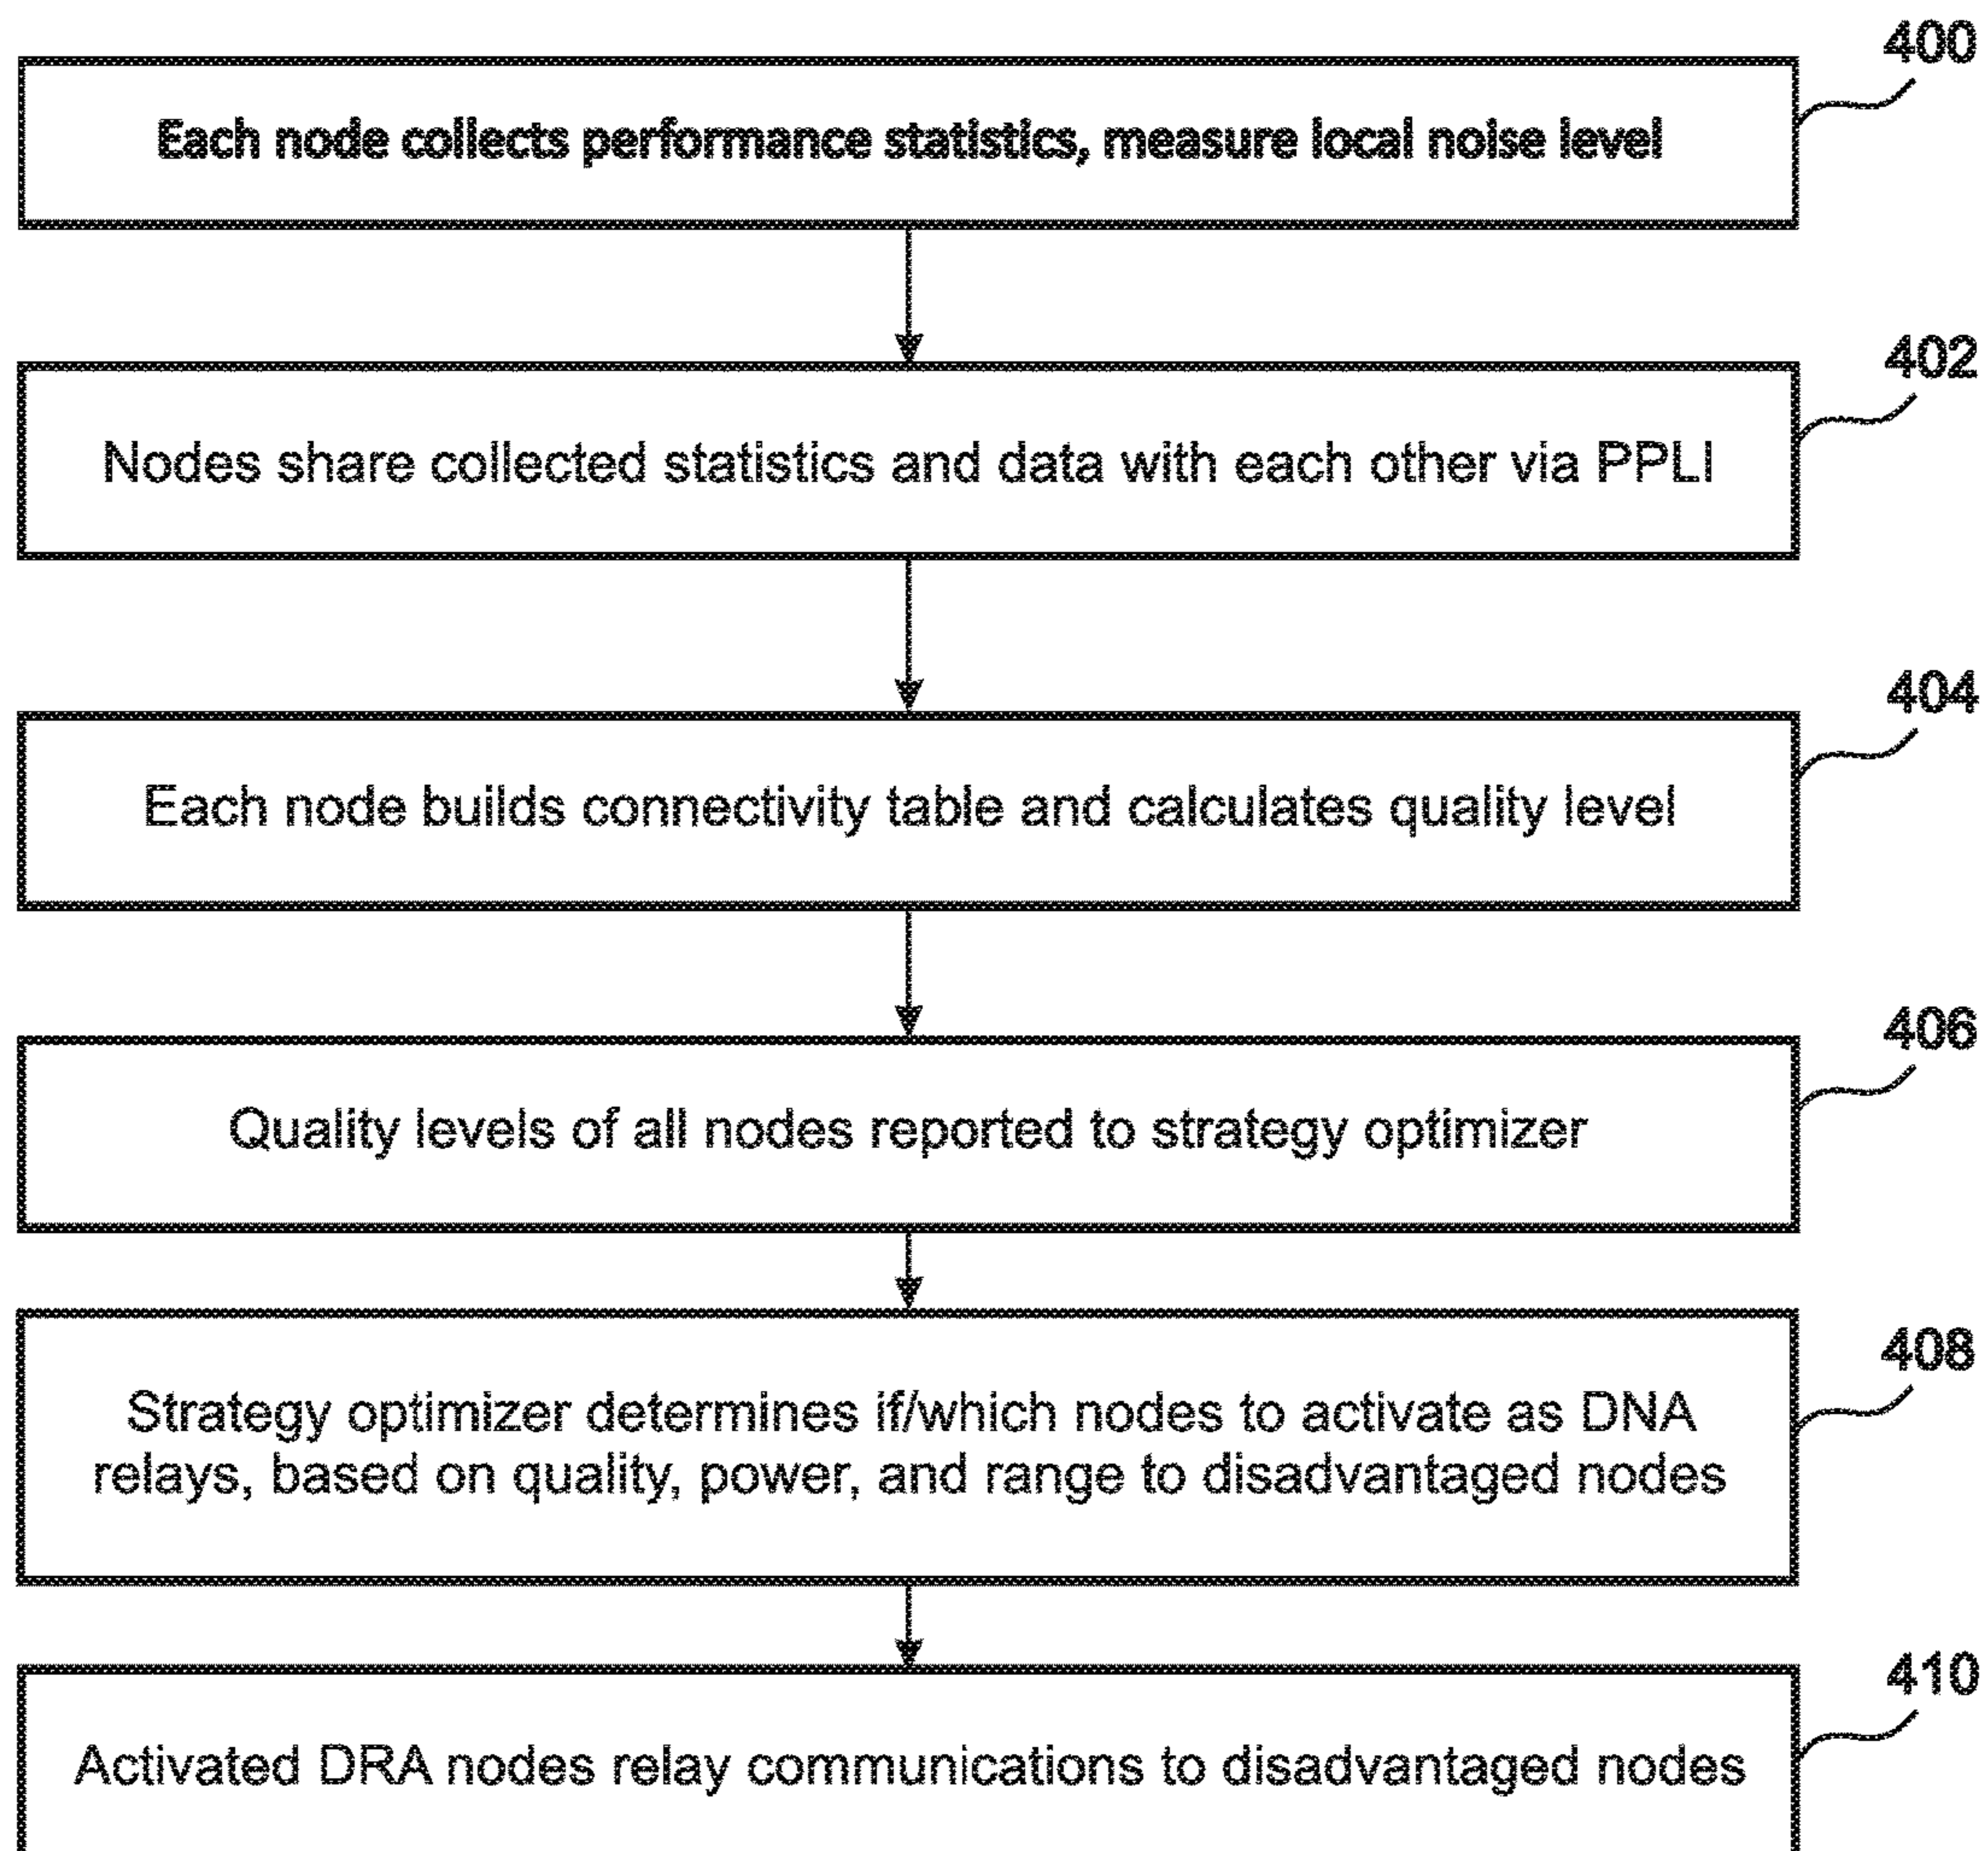 400
Each node collects performance statistics, measure local noise level
402
Nodes share collected statistics and data with each other via PPLI
404
Each node builds connectivity table and calculates quality level
406
Quality levels of all nodes reported to strategy optimizer
408
Strategy optimizer determines if/which nodes to activate as DNA
relays, based on quality, power, and range to disadvantaged nodes
410
Activated DRA nodes relay communications to disadvantaged nodes